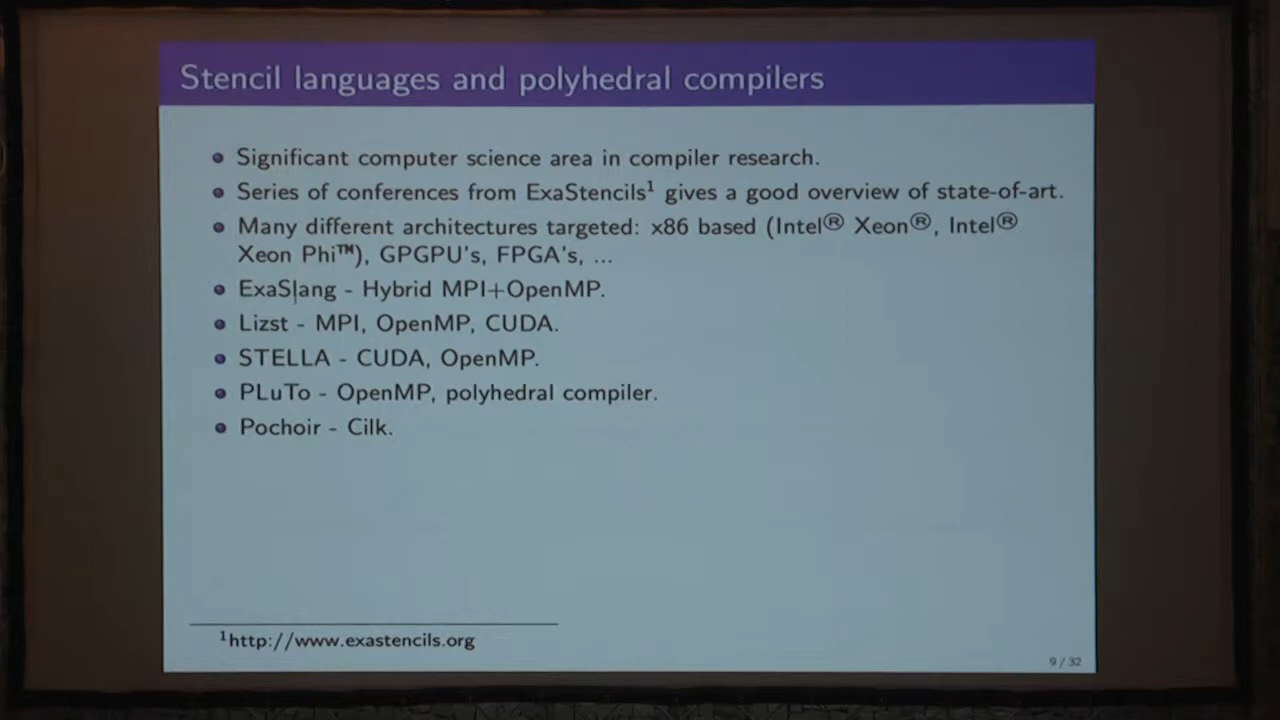 Stencil languages and polyhedral compilers
Significant computer science area in compiler research.
Series of conferences from ExaStencils¹ gives a good overview of state-of-art.
Many different architectures targeted: x86 based (Intel® Xeon®, Intel®
Xeon Phi™), GPGPU's, FPGA's, ...
ExaSlang - Hybrid MPI+OpenMP.
Lizst - MPI, OpenMP, CUDA.
STELLA - CUDA, OpenMP.
PLuTo - OpenMP, polyhedral compiler.
Pochoir - Cilk.
¹http://www.exastencils.org
9 / 32